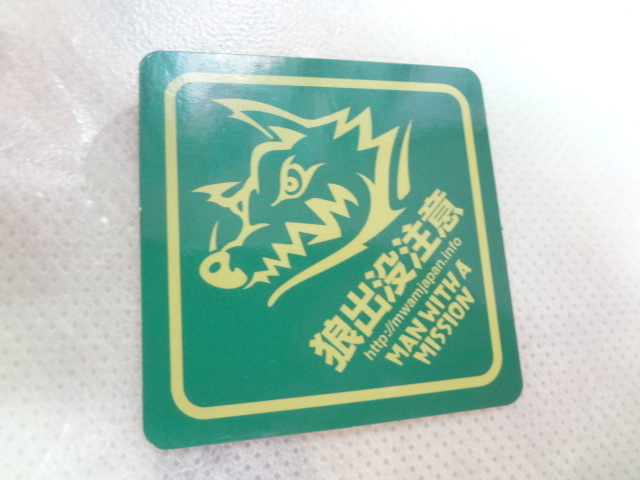 狼出没注意
http://mwamjapan.info
MAN WITH A
MISSION